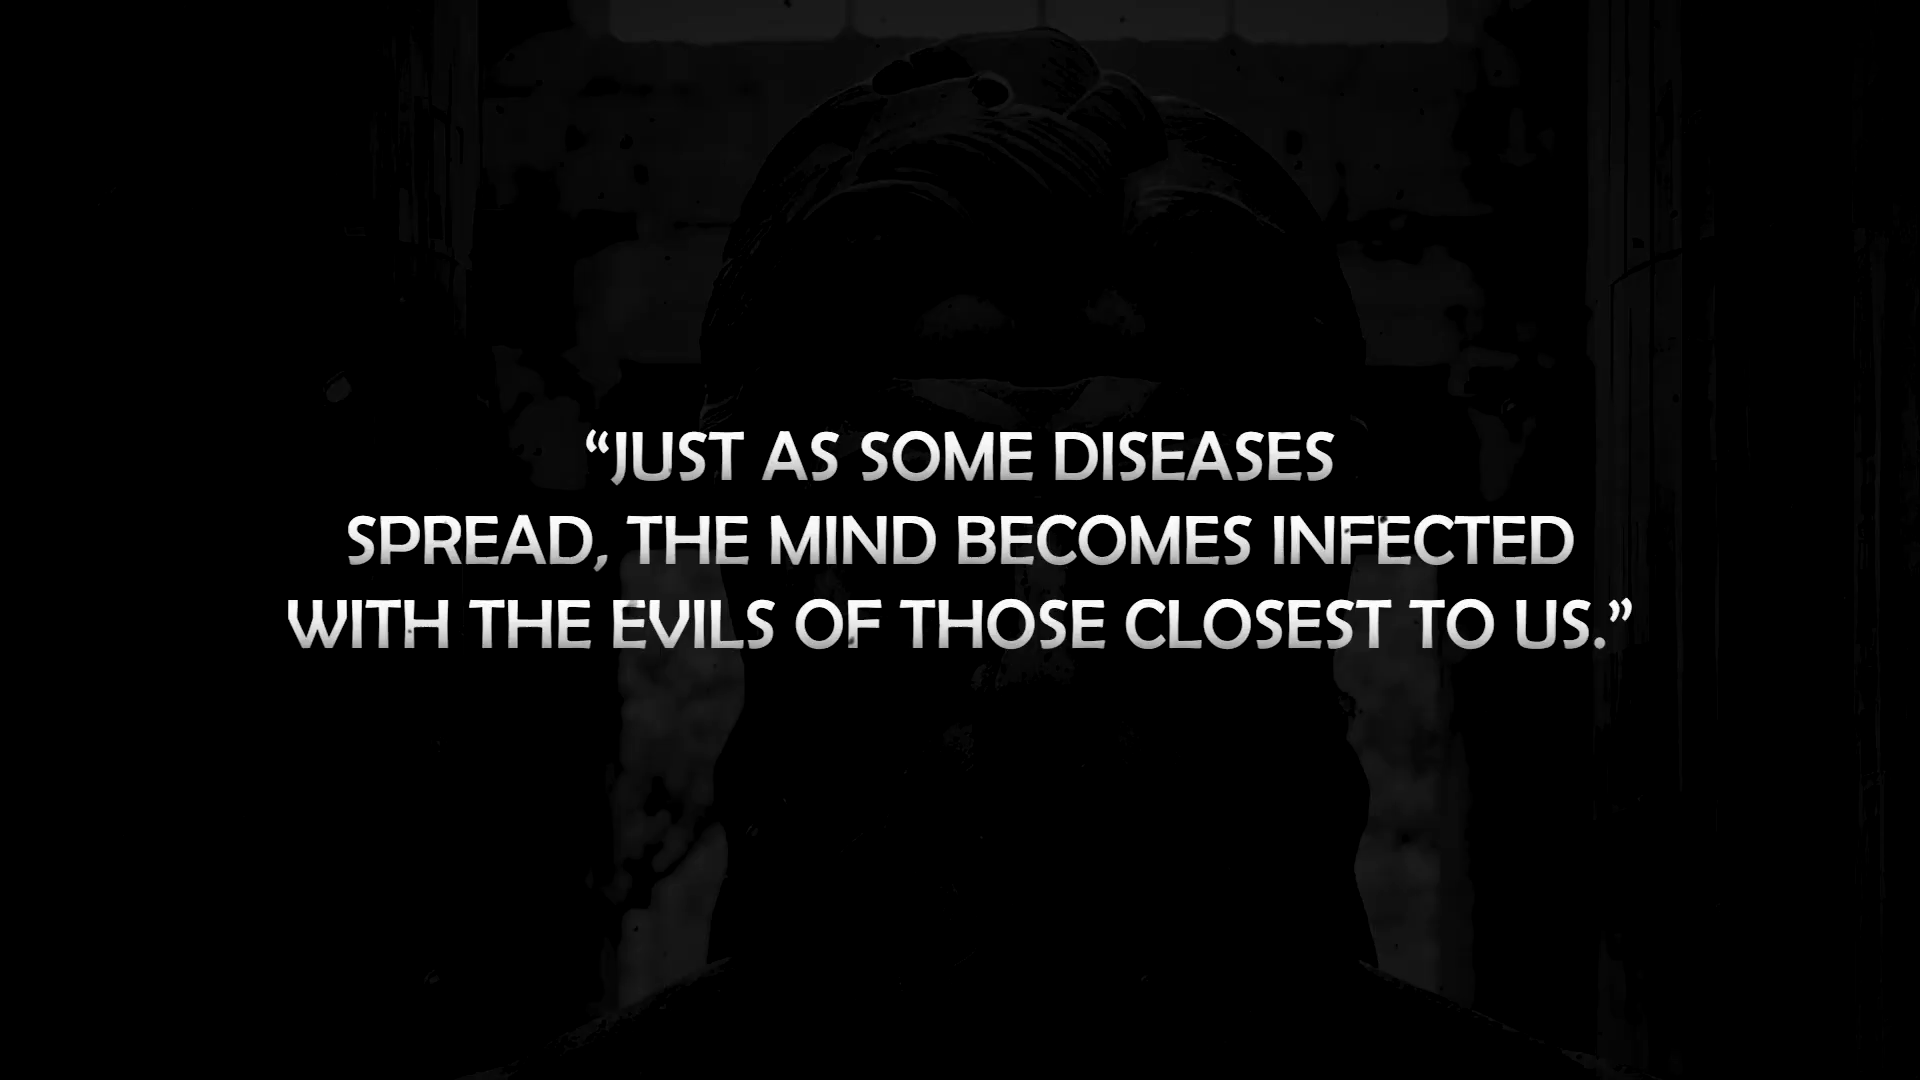 “JUST AS SOME DISEASES
SPREAD, THE MIND BECOMES INFECTED
WITH THE EVILS OF THOSE CLOSEST TO US.”